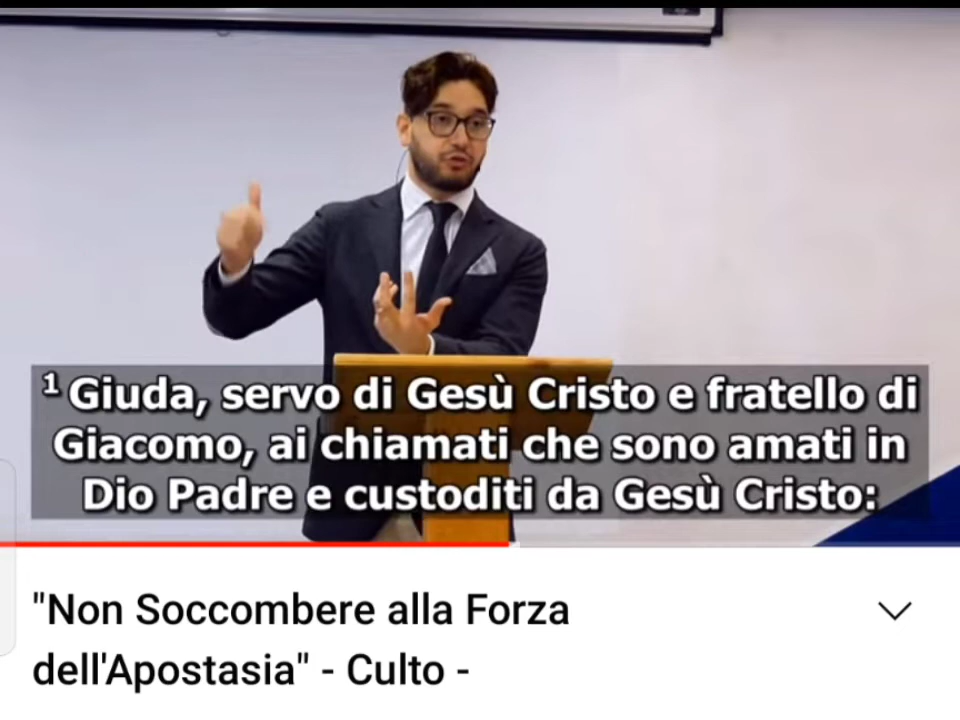 ¹ Giuda, servo di Gesù Cristo e fratello di
Giacomo, ai chiamati che sono amati in
Dio Padre e custoditi da Gesù Cristo:
"Non Soccombere alla Forza
dell'Apostasia" - Culto -